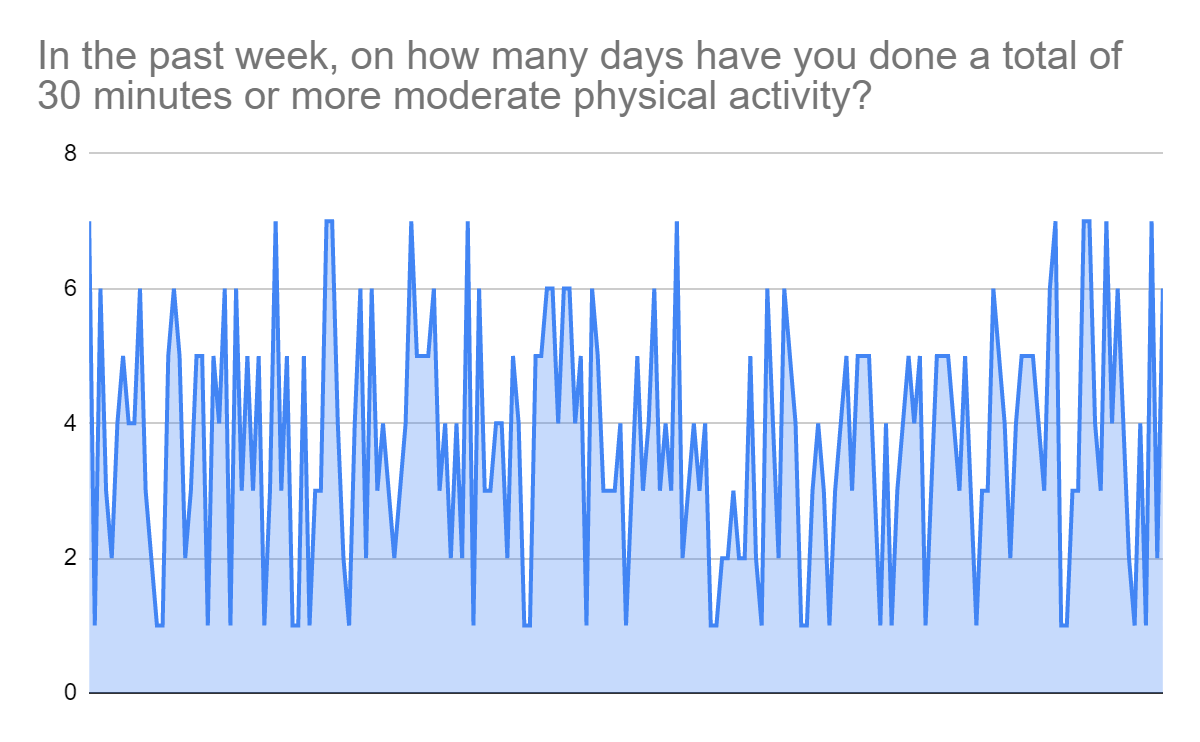 In the past week, on how many days have you done a total of
30 minutes or more moderate physical activity?
8
6
4
2
0